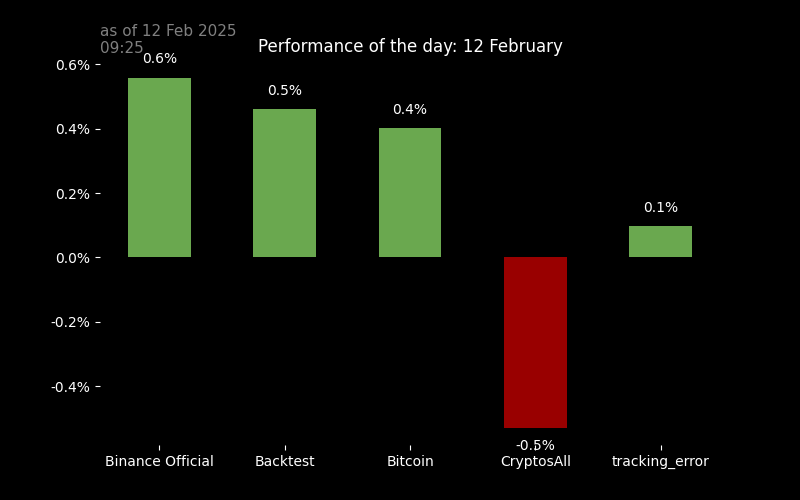 as of 12 Feb 2025
09:25
Performance of the day: 12 February
0.6%
0.4%
0.2%
0.0%
-0.2%
-0.4%
0.6%
0.5%
0.4%
-0.5%
0.1%
Binance Official
Backtest
Bitcoin
CryptosAll
tracking_error